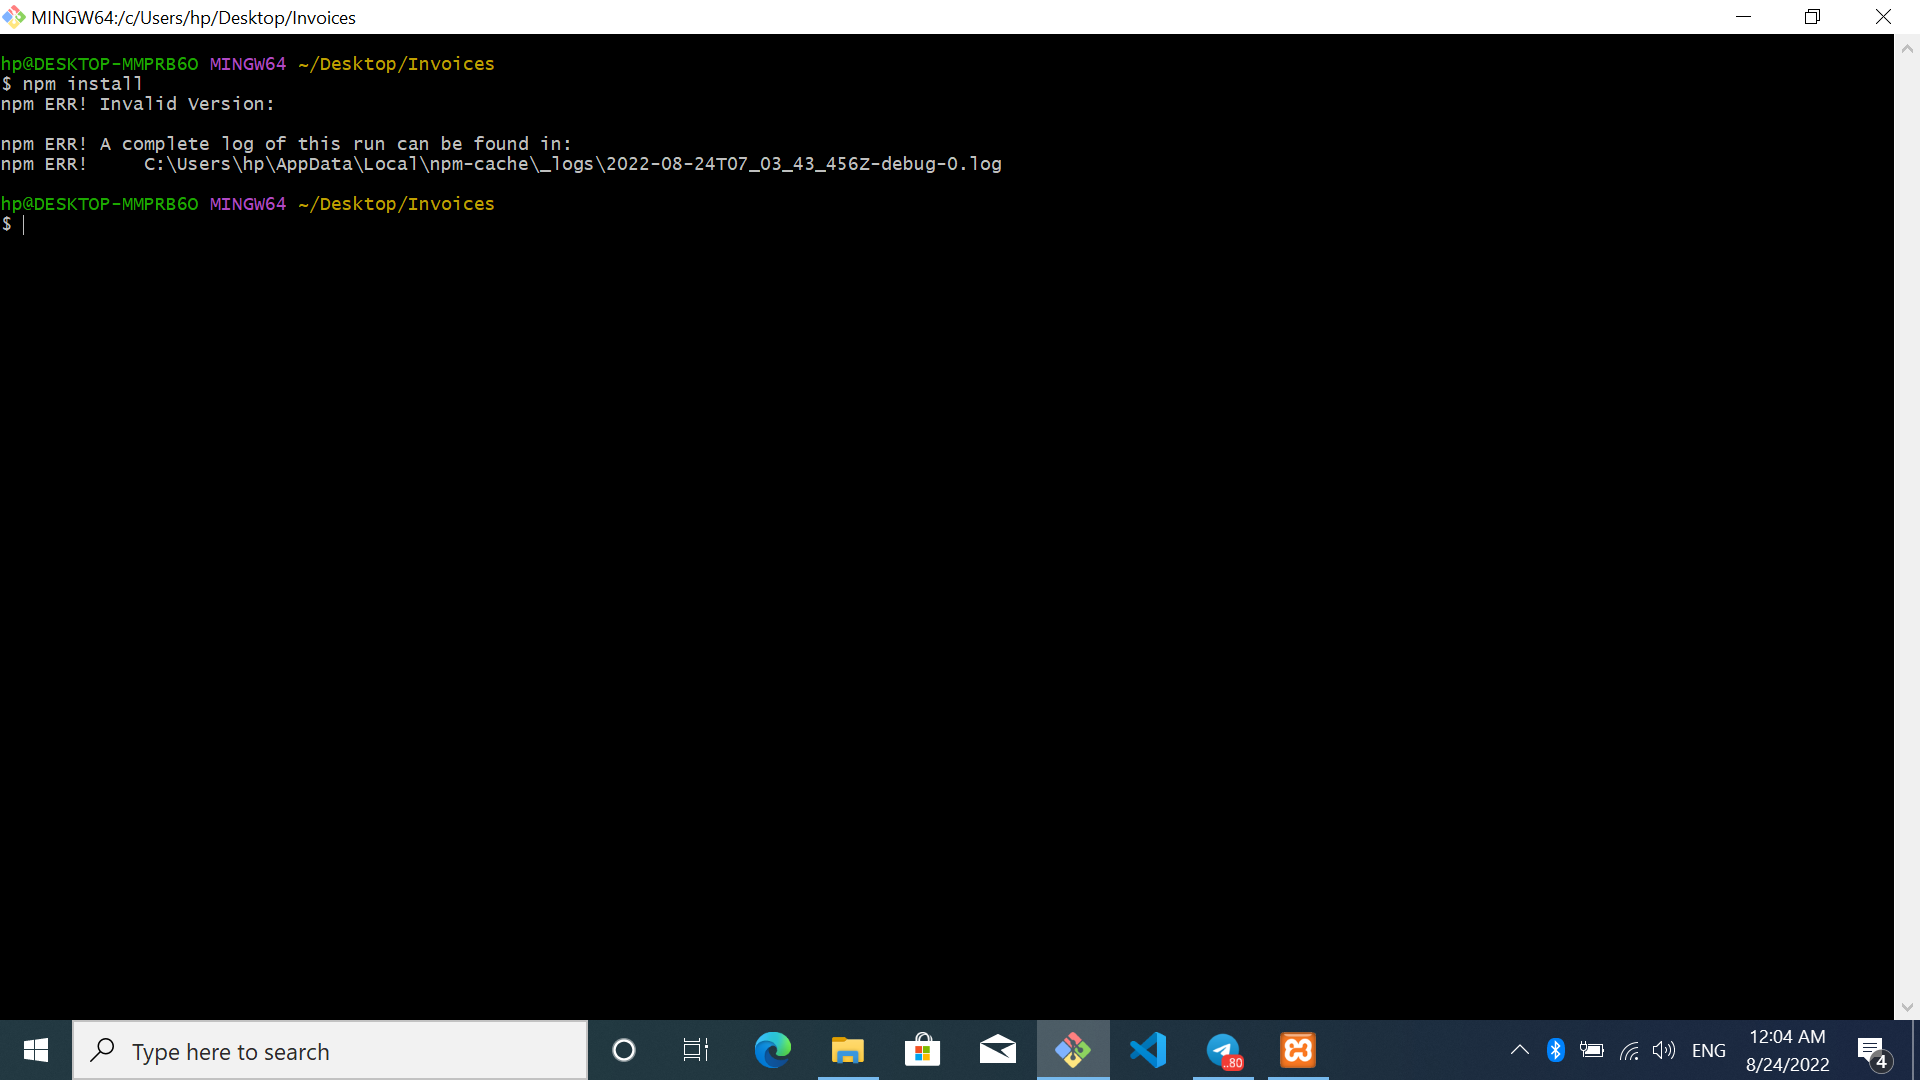 MINGW64:/c/Users/hp/Desktop/Invoices
hp@DESKTOP-MMPRB6O MINGW64 ~/Desktop/Invoices
$ npm install
npm ERR! Invalid Version:
npm ERR! A complete log of this run can be found in:
npm ERR!     C:\Users\hp\AppData\Local\npm-cache\_logs\2022-08-24T07_03_43_456Z-debug-0.log
hp@DESKTOP-MMPRB6O MINGW64 ~/Desktop/Invoices
$
Type here to search
..80
ENG
12:04 AM
8/24/2022
4